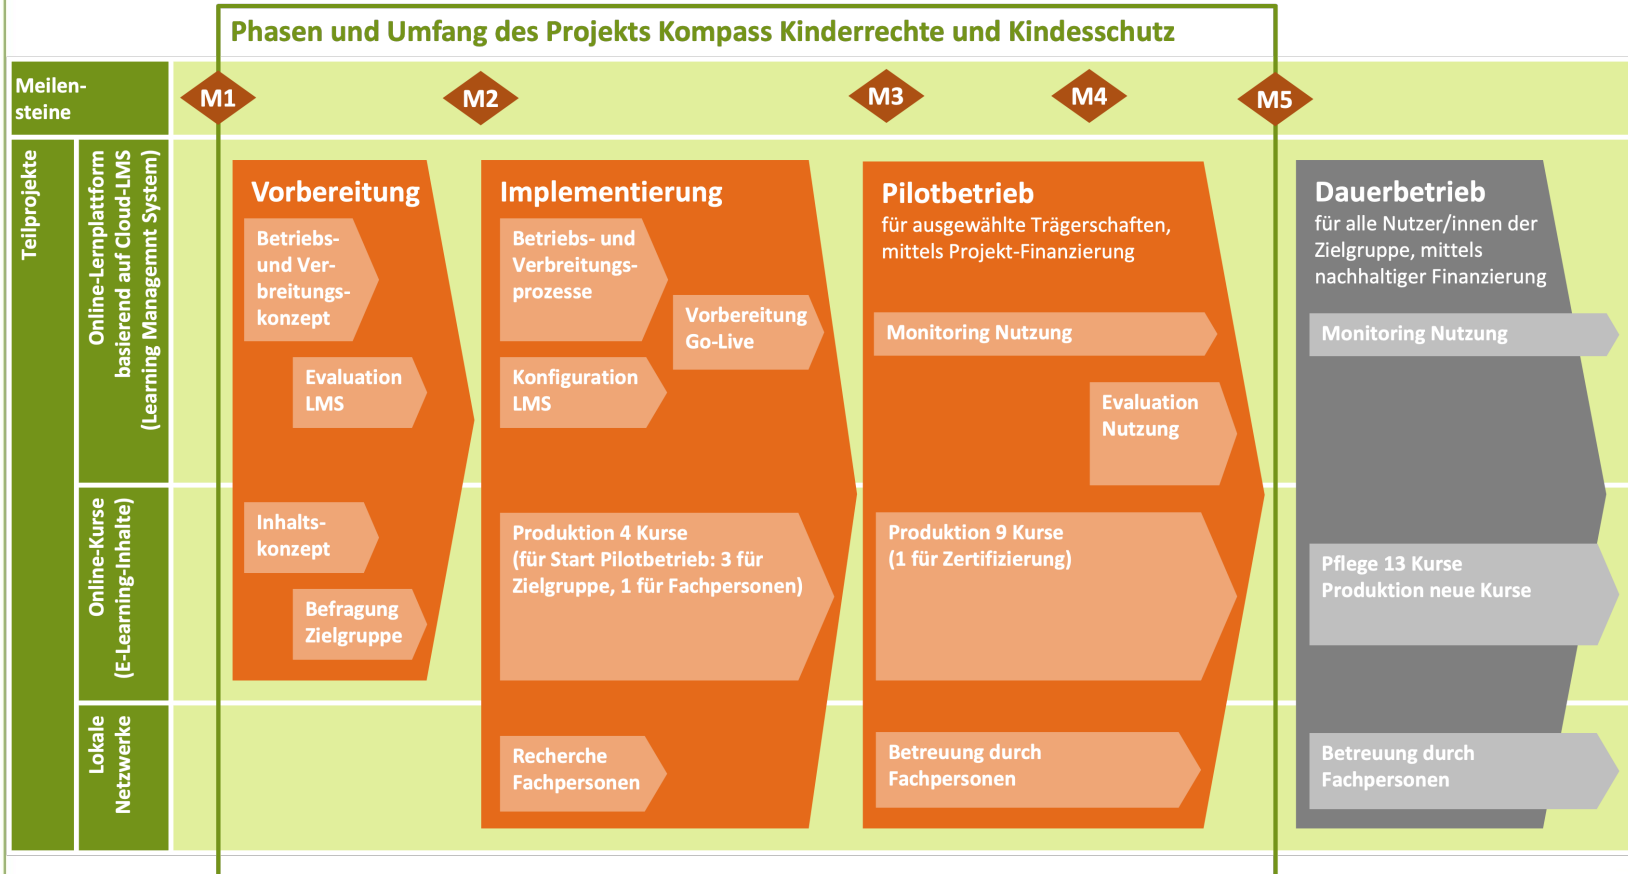 Phasen und Umfang des Projekts Kompass Kinderrechte und Kindesschutz
Meilen-
steine
M1
M2
M3
M4
M5
Teilprojekte
Online-Lernplattform
basierend auf Cloud-LMS
(Learning Managemnt System)
Online-Kurse
(E-Learning-Inhalte)
Lokale
Netzwerke
Vorbereitung
Betriebs-
und Ver-
breitungs-
konzept
Evaluation
LMS
Inhalts-
konzept
Befragung
Zielgruppe
Implementierung
Betriebs- und
Verbreitungs-
prozesse
Vorbereitung
Go-Live
Konfiguration
LMS
Produktion 4 Kurse
(für Start Pilotbetrieb: 3 für
Zielgruppe, 1 für Fachpersonen)
Recherche
Fachpersonen
Pilotbetrieb
für ausgewählte Trägerschaften,
mittels Projekt-Finanzierung
Monitoring Nutzung
Evaluation
Nutzung
Produktion 9 Kurse
(1 für Zertifizierung)
Betreuung durch
Fachpersonen
Dauerbetrieb
für alle Nutzer/innen der
Zielgruppe, mittels
nachhaltiger Finanzierung
Monitoring Nutzung
Pflege 13 Kurse
Produktion neue Kurse
Betreuung durch
Fachpersonen